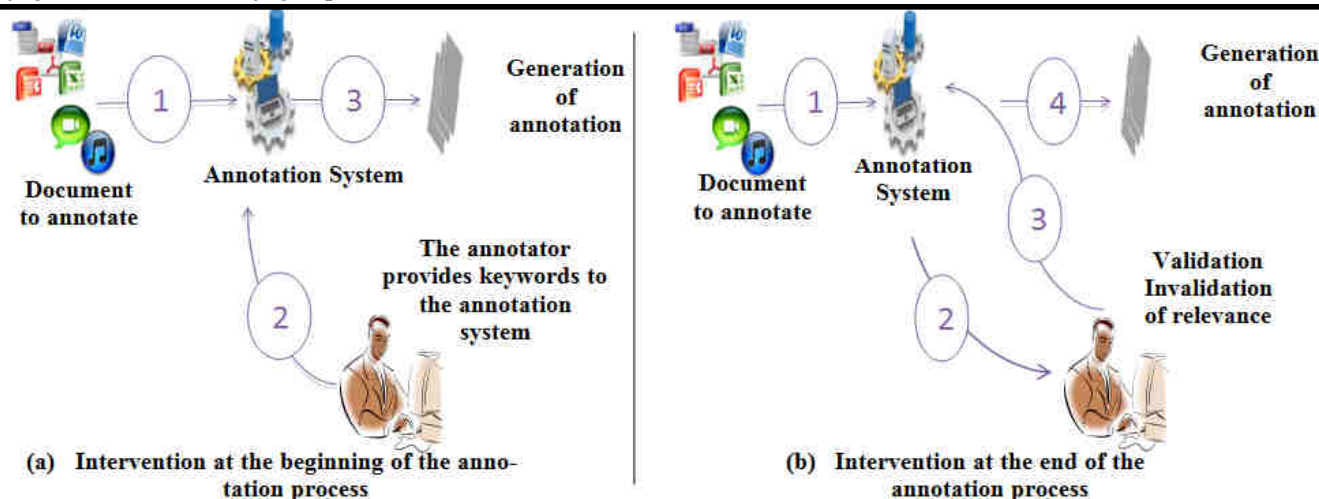 1
3
Generation
of
annotation
Document
to annotate
Annotation System
2
The annotator
provides keywords to
the annotation
system
(a) Intervention at the beginning of the anno-
tation process
1
4
Generation
of
annotation
Document
to annotate
Annotation
System
3
2
Validation
Invalidation
of relevance
(b) Intervention at the end of the
annotation process